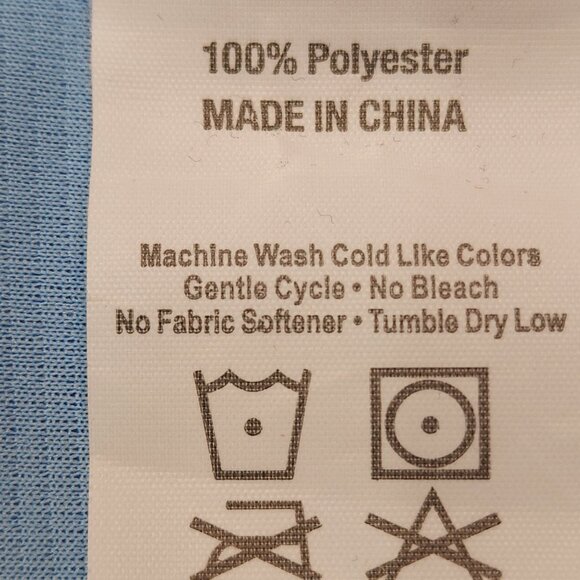 100% Polyester
MADE IN CHINA
Machine Wash Cold Like Colors
Gentle Cycle • No Bleach
No Fabric Softener • Tumble Dry Low